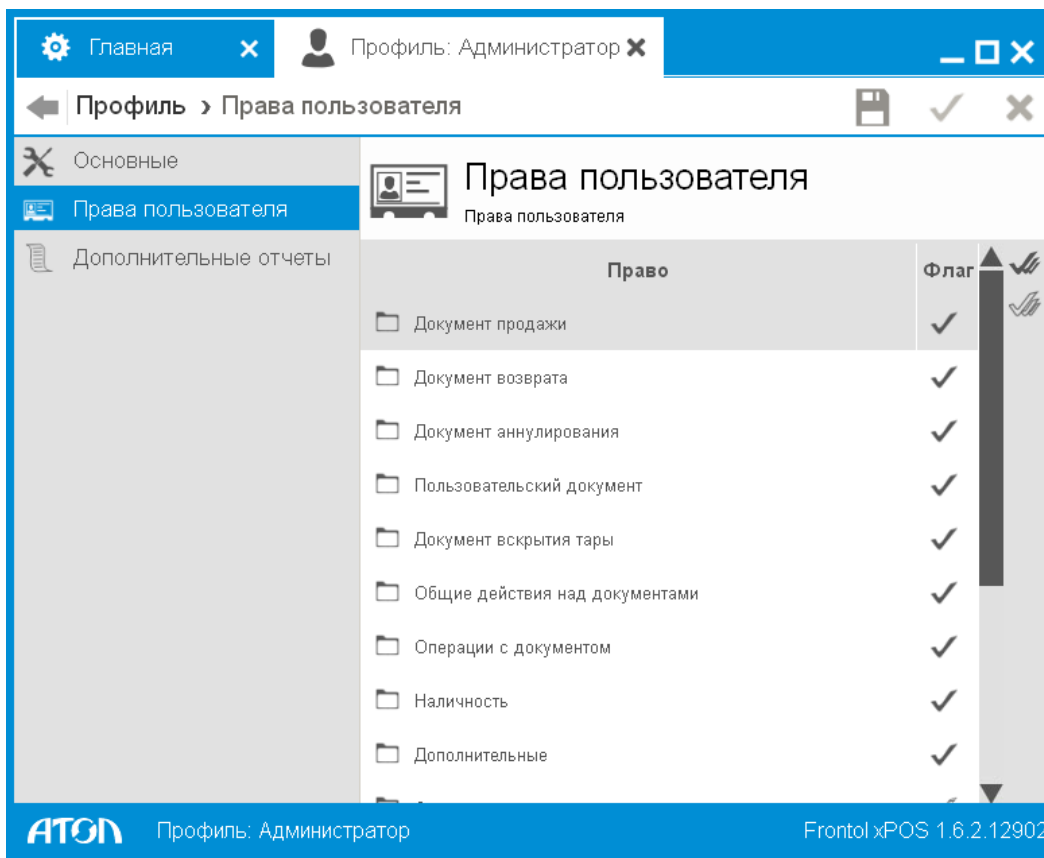 Главная
Профиль: Администратор
Профиль › Права пользователя
Основные
Права пользователя
Дополнительные отчеты
Права пользователя
Права пользователя
Право Флаг
Документ продажи
Документ возврата
Документ аннулирования
Пользовательский документ
Документ вскрытия тары
Общие действия над документами
Операции с документом
Наличность
Дополнительные
АТОЛ Профиль: Администратор Frontol xPOS 1.6.2.12902